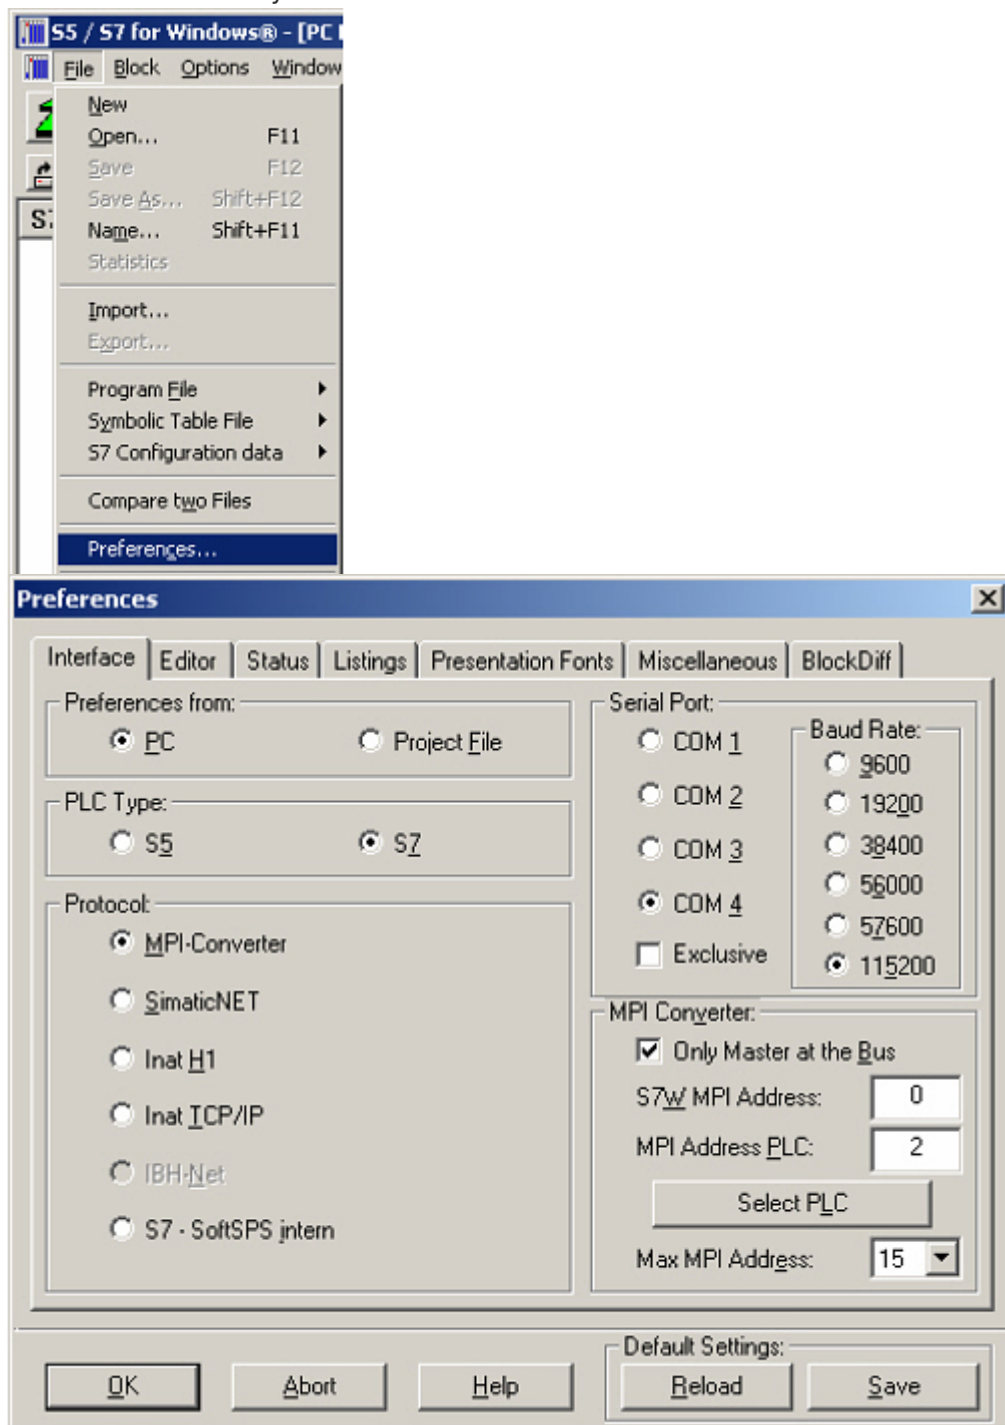 S5 / S7 for Windows® - [PC
File Block Options Window
New
Open... F11
Save F12
Save As... Shift+F12
Name... Shift+F11
Statistics
Import...
Export...
Program File
Symbolic Table File
S7 Configuration data
Compare two Files
Preferences...
Preferences
Interface Editor Status Listings Presentation Fonts Miscellaneous BlockDiff
Preferences from:
PC Project File
PLC Type:
S5 S7
Protocol:
MPI-Converter
SimaticNET
Inat H1
Inat TCP/IP
IBH-Net
S7 - SoftSPS intern
Serial Port:
COM 1
COM 2
COM 3
COM 4
Exclusive
Baud Rate:
9600
19200
38400
56000
57600
115200
MPI Converter:
Only Master at the Bus
S7W MPI Address: 0
MPI Address PLC: 2
Select PLC
Max MPI Address: 15
OK Abort Help
Default Settings:
Reload Save